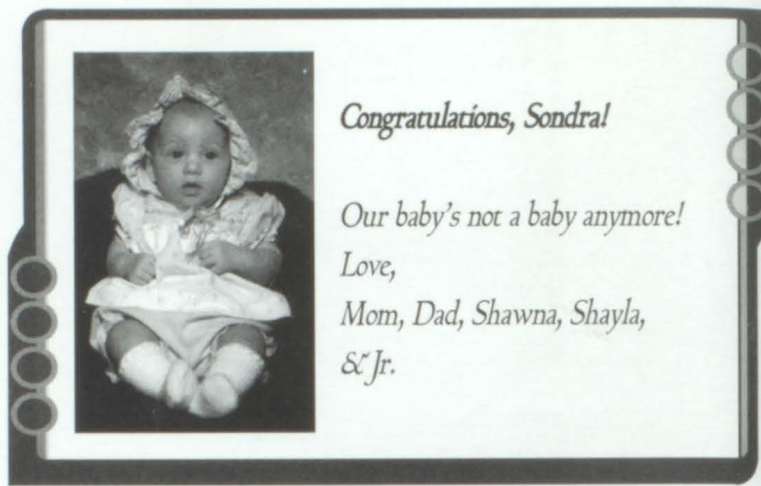 Congratulations, Sondra!
Our baby's not a baby anymore!
Love,
Mom, Dad, Shawna, Shayla,
& Jr.